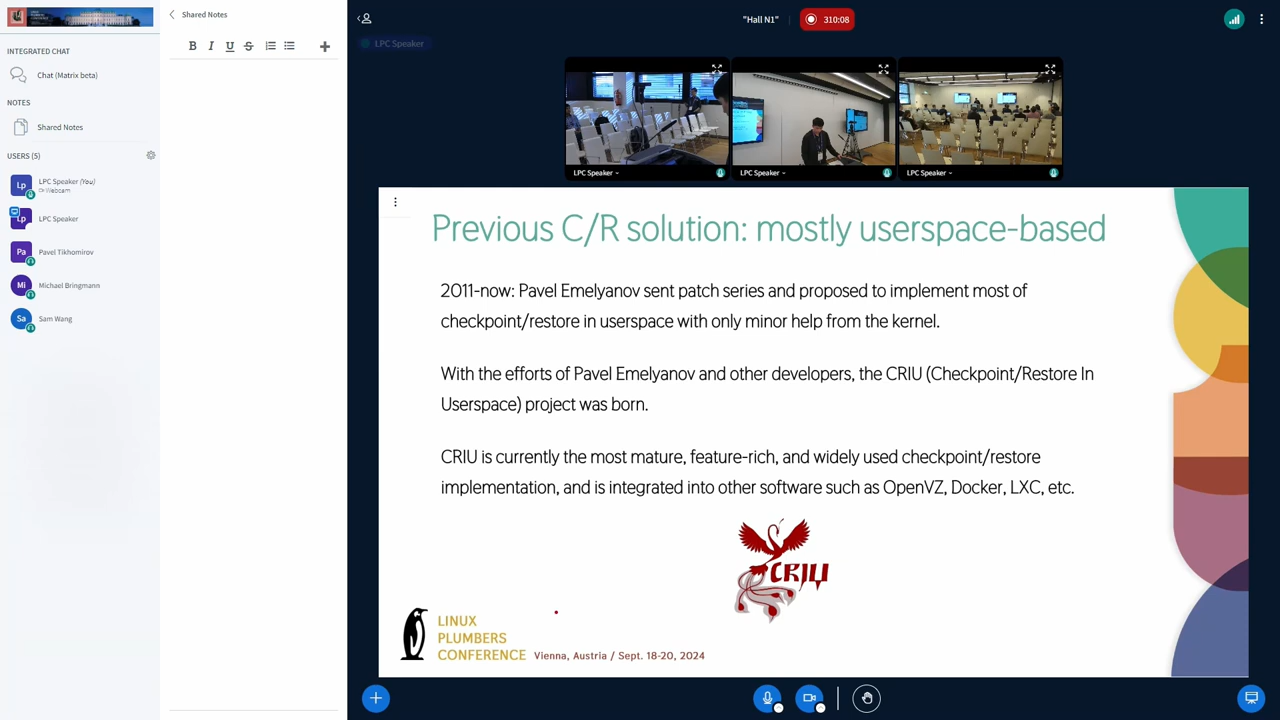 INTEGRATED CHAT
Chat (Matrix beta)
NOTES
Shared Notes
USERS (5)
Lp
LPC Speaker (You)
Webcam
Lp
LPC Speaker
Pa
Pavel Tikhomirov
Mi
Michael Bringmann
Sa
Sam Wang
Shared Notes
B I U S
"Hall N1"
310:08
LPC Speaker
LPC Speaker
LPC Speaker
LPC Speaker
Previous C/R solution: mostly userspace-based
2011-now: Pavel Emelyanov sent patch series and proposed to implement most of
checkpoint/restore in userspace with only minor help from the kernel.
With the efforts of Pavel Emelyanov and other developers, the CRIU (Checkpoint/Restore In
Userspace) project was born.
CRIU is currently the most mature, feature-rich, and widely used checkpoint/restore
implementation, and is integrated into other software such as OpenVZ, Docker, LXC, etc.
CRIU
LINUX
PLUMBERS
CONFERENCE
Vienna, Austria / Sept. 18-20, 2024